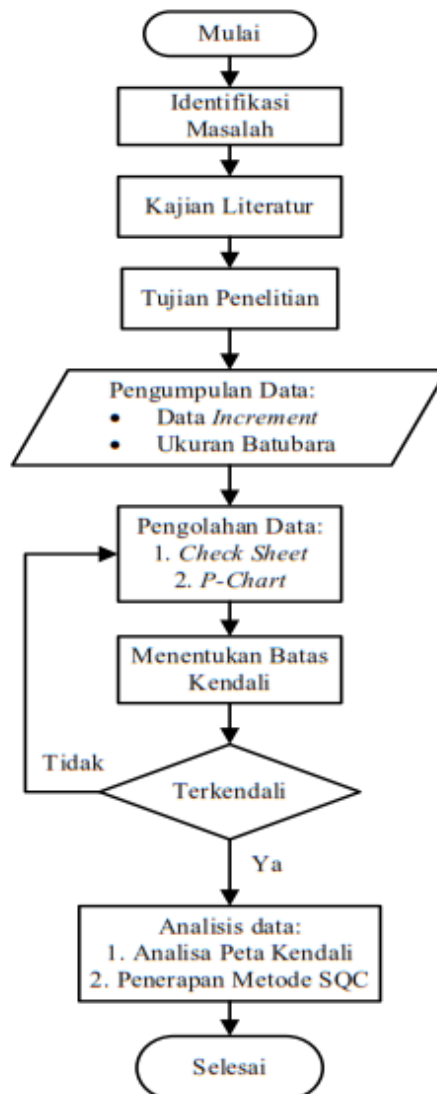 Mulai
Identifikasi
Masalah
Kajian Literatur
Tujian Penelitian
Pengumpulan Data:
• Data Increment
• Ukuran Batubara
Pengolahan Data:
1. Check Sheet
2. P-Chart
Menentukan Batas
Kendali
Tidak
Terkendali
Ya
Analisis data:
1. Analisa Peta Kendali
2. Penerapan Metode SQC
Selesai